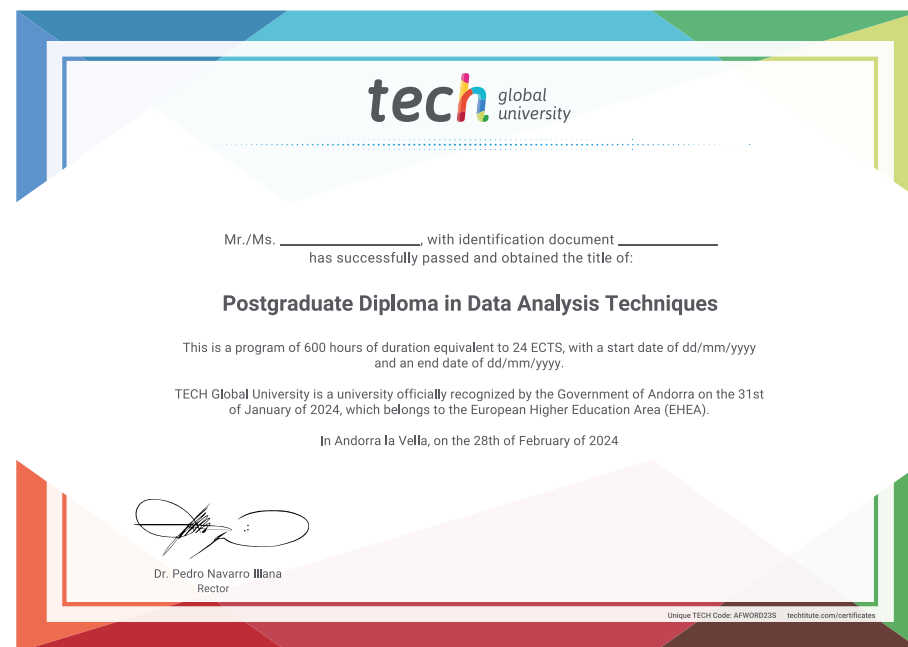 tech global
university
Mr./Ms. ____________________, with identification document ______________
has successfully passed and obtained the title of:
Postgraduate Diploma in Data Analysis Techniques
This is a program of 600 hours of duration equivalent to 24 ECTS, with a start date of dd/mm/yyyy
and an end date of dd/mm/yyyy.
TECH Global University is a university officially recognized by the Government of Andorra on the 31st
of January of 2024, which belongs to the European Higher Education Area (EHEA).
In Andorra la Vella, on the 28th of February of 2024
Dr. Pedro Navarro Illana
Rector
Unique TECH Code: AFWORD23S techtitute.com/certificates